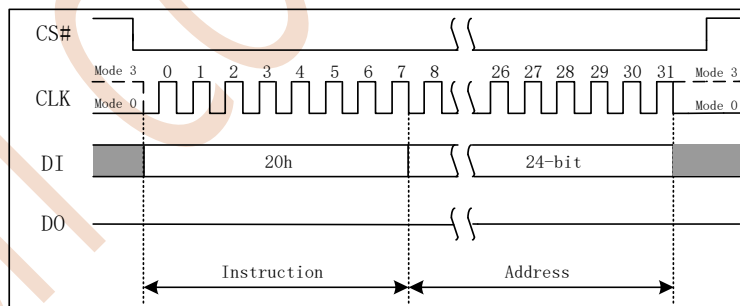 CS#
Mode 3 0 1 2 3 4 5 6 7 8 26 27 28 29 30 31 Mode 3
CLK
Mode 0 Mode 0
DI 20h 24-bit
DO
Instruction Address